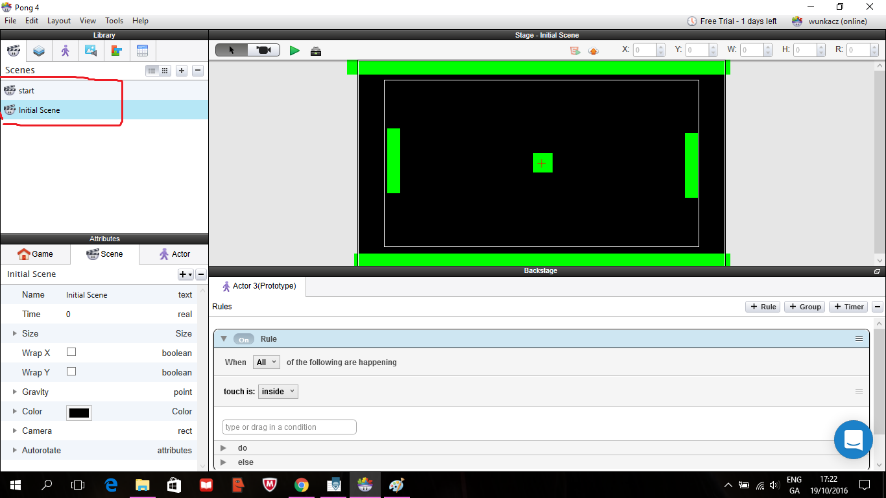 Pong 4
File Edit Layout View Tools Help
Free Trial - 1 days left wunkacz (online)
Library
Stage - Initial Scene
X: 0 Y: 0 W: 0 H: 0 R: 0
Scenes
start
Initial Scene
Attributes
Game Scene Actor
Initial Scene
Name Initial Scene text
Time 0 real
Size Size
Wrap X boolean
Wrap Y boolean
Gravity point
Color Color
Camera rect
Autorotate attributes
Backstage
Actor 3(Prototype)
Rules + Rule + Group + Timer
On Rule
When All of the following are happening
touch is: inside
type or drag in a condition
do
else
ENG
GA
17:22
19/10/2016